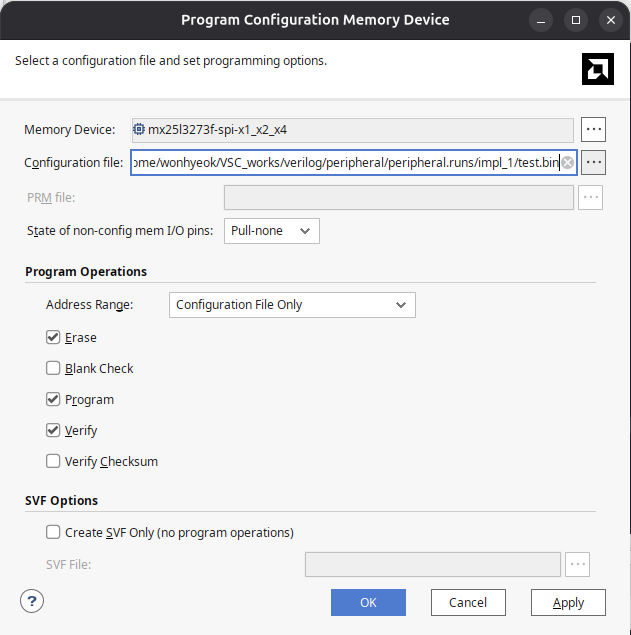 Program Configuration Memory Device
Select a configuration file and set programming options.
Memory Device: mx25l3273f-spi-x1_x2_x4 ...
Configuration file: ome/wonhyeok/VSC_works/verilog/peripheral/peripheral.runs/impl_1/test.bin ...
PRM file: ...
State of non-config mem I/O pins: Pull-none
Program Operations
Address Range: Configuration File Only
Erase
Blank Check
Program
Verify
Verify Checksum
SVF Options
Create SVF Only (no program operations)
SVF File: ...
? OK Cancel Apply